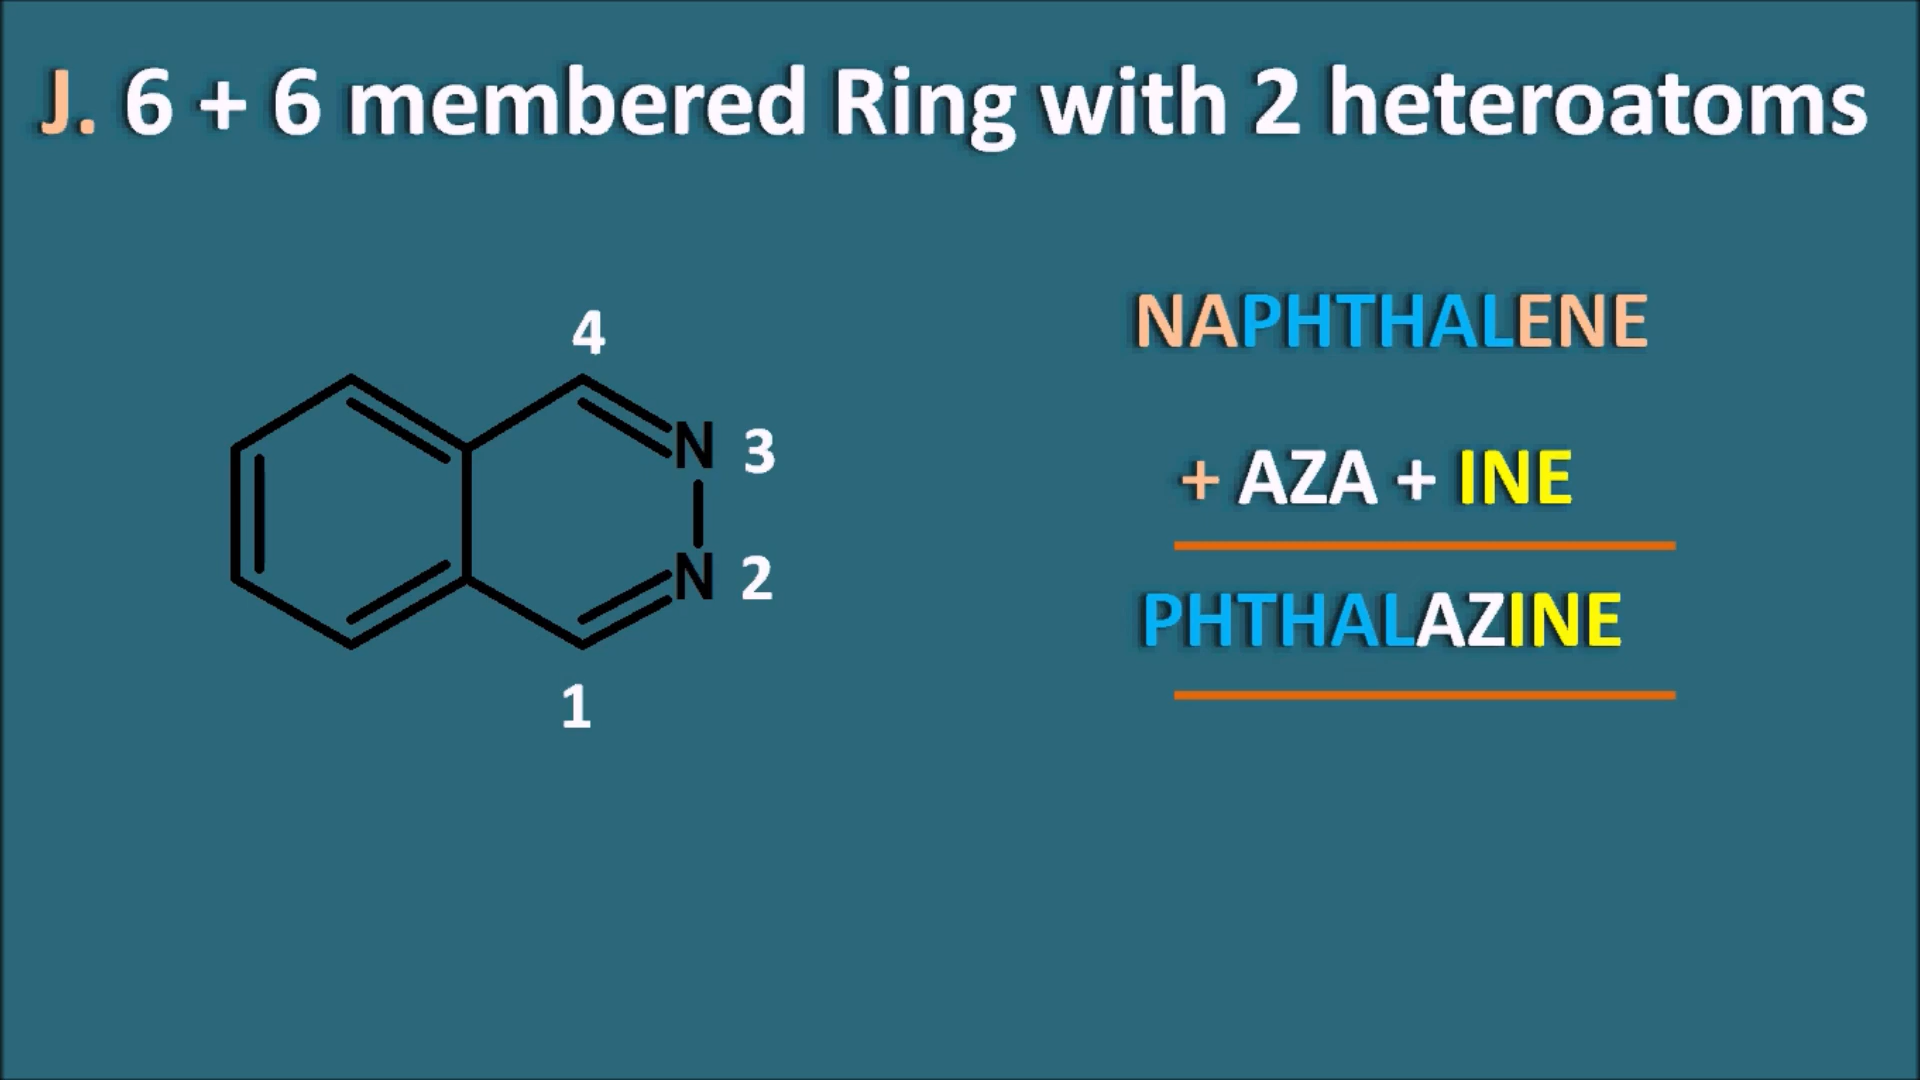 J. 6 + 6 membered Ring with 2 heteroatoms
NAPHTHALENE
+ AZA + INE
PHTHALAZINE
4
N 3
N 2
1